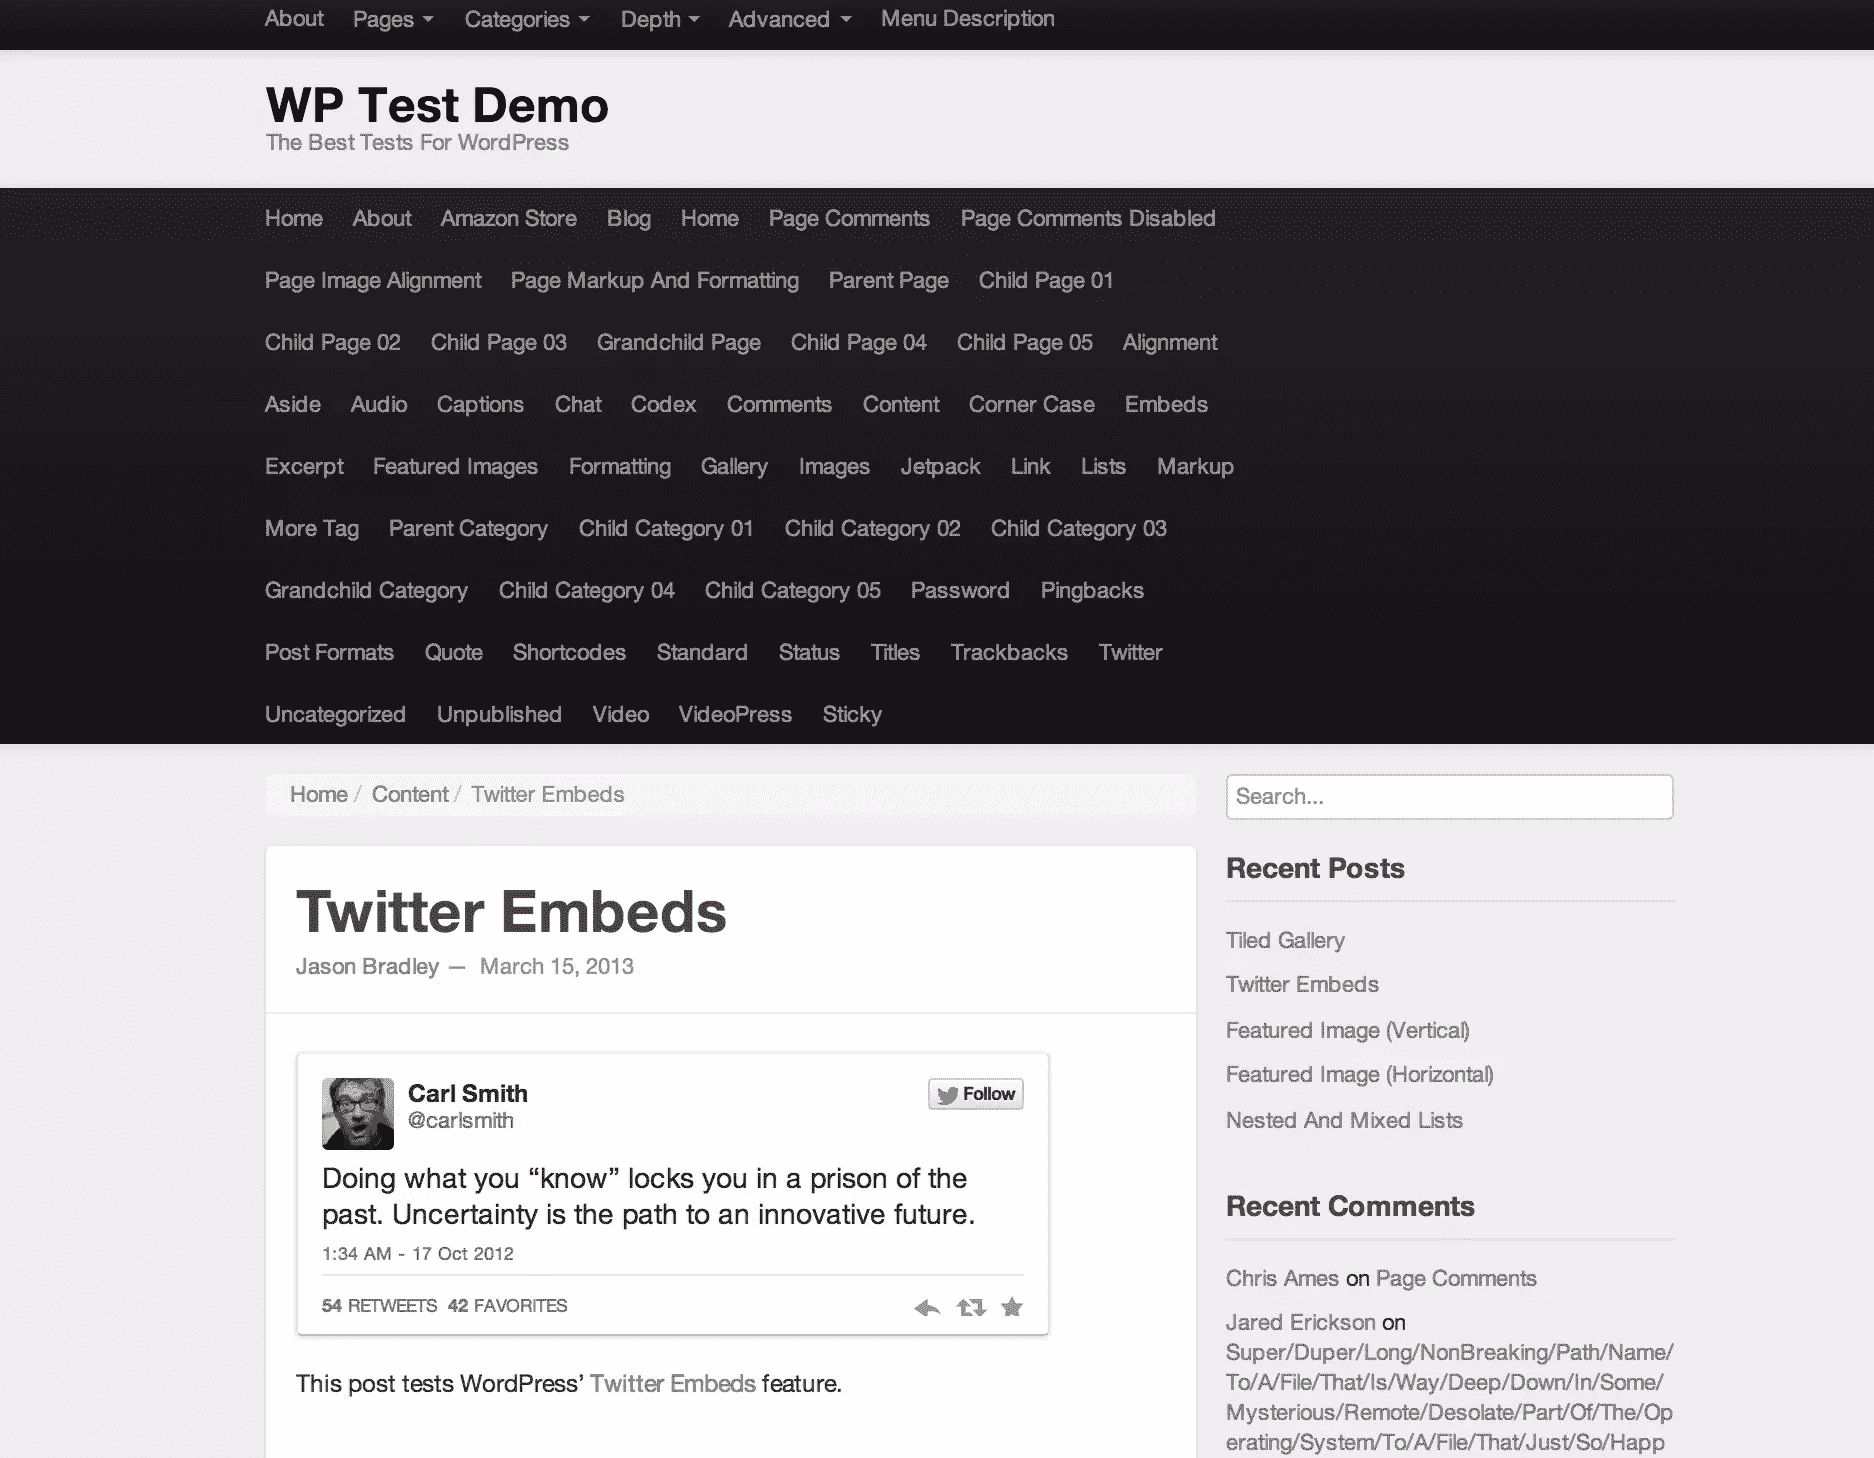 About Pages Categories Depth Advanced Menu Description
WP Test Demo
The Best Tests For WordPress
Home About Amazon Store Blog Home Page Comments Page Comments Disabled
Page Image Alignment Page Markup And Formatting Parent Page Child Page 01
Child Page 02 Child Page 03 Grandchild Page Child Page 04 Child Page 05 Alignment
Aside Audio Captions Chat Codex Comments Content Corner Case Embeds
Excerpt Featured Images Formatting Gallery Images Jetpack Link Lists Markup
More Tag Parent Category Child Category 01 Child Category 02 Child Category 03
Grandchild Category Child Category 04 Child Category 05 Password Pingbacks
Post Formats Quote Shortcodes Standard Status Titles Trackbacks Twitter
Uncategorized Unpublished Video VideoPress Sticky
Home / Content / Twitter Embeds
Twitter Embeds
Jason Bradley — March 15, 2013
Carl Smith
@carlsmith
Follow
Doing what you “know” locks you in a prison of the
past. Uncertainty is the path to an innovative future.
1:34 AM - 17 Oct 2012
54 RETWEETS 42 FAVORITES
This post tests WordPress’ Twitter Embeds feature.
Search...
Recent Posts
Tiled Gallery
Twitter Embeds
Featured Image (Vertical)
Featured Image (Horizontal)
Nested And Mixed Lists
Recent Comments
Chris Ames on Page Comments
Jared Erickson on
Super/Duper/Long/NonBreaking/Path/Name/
To/A/File/That/Is/Way/Deep/Down/In/Some/
Mysterious/Remote/Desolate/Part/Of/The/Op
erating/System/To/A/File/That/Just/So/Happ